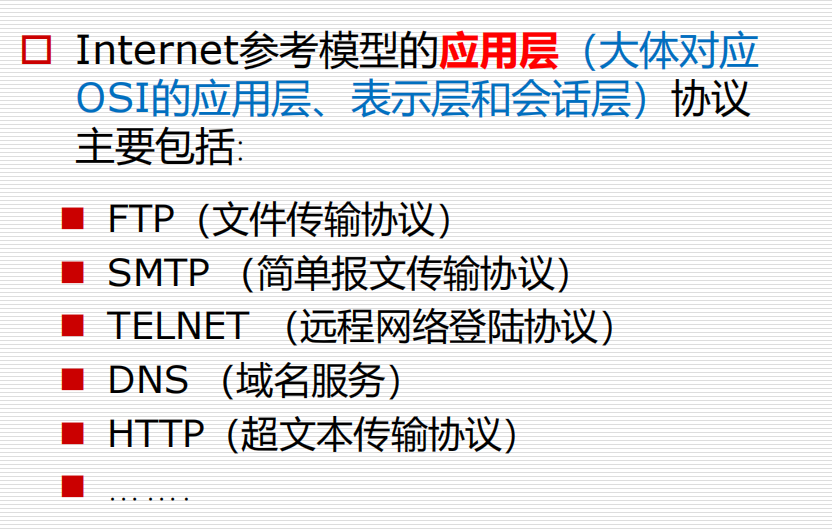 Internet参考模型的应用层（大体对应
OSI的应用层、表示层和会话层）协议
主要包括:
FTP（文件传输协议）
SMTP （简单报文传输协议）
TELNET （远程网络登陆协议）
DNS （域名服务）
HTTP（超文本传输协议）
…….